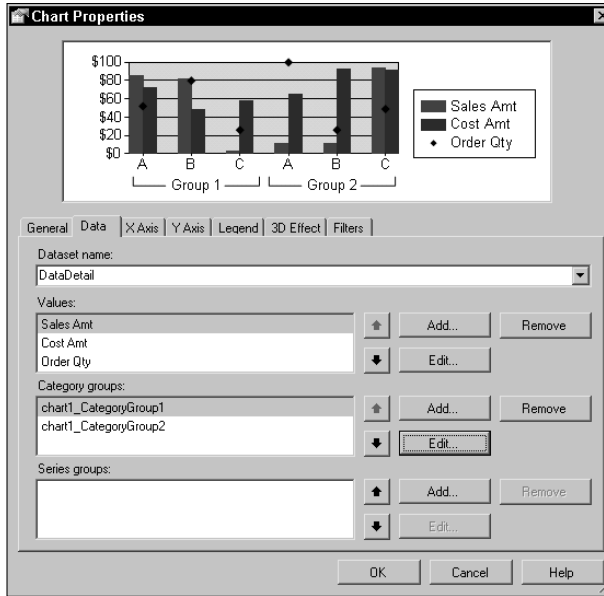 Chart Properties
$100
$80
$60
$40
$20
$0
A B C A B C
Group 1 Group 2
Sales Amt
Cost Amt
Order Qty
General Data X Axis Y Axis Legend 3D Effect Filters
Dataset name:
DataDetail
Values:
Sales Amt
Cost Amt
Order Qty
Add... Remove
Edit...
Category groups:
chart1_CategoryGroup1
chart1_CategoryGroup2
Add... Remove
Edit...
Series groups:
Add... Remove
Edit...
OK Cancel Help